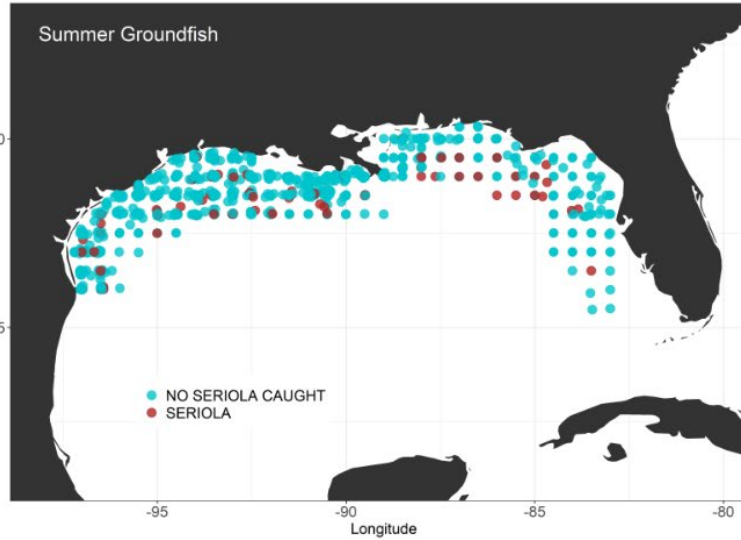 Summer Groundfish
0
5
NO SERIOLA CAUGHT
SERIOLA
-95 -90 -85 -80
Longitude